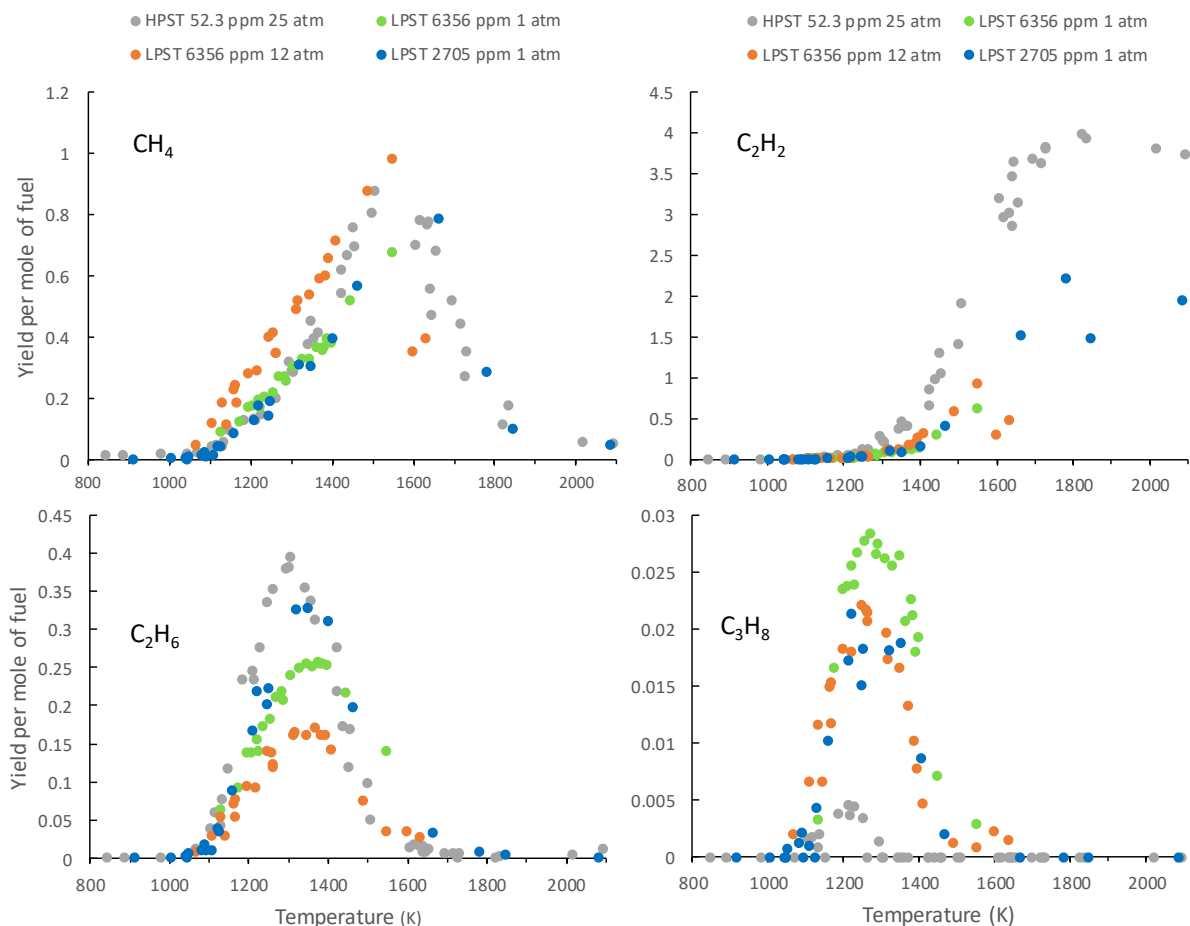 HPST 52.3 ppm 25 atm LPST 6356 ppm 1 atm
LPST 6356 ppm 12 atm LPST 2705 ppm 1 atm
HPST 52.3 ppm 25 atm LPST 6356 ppm 1 atm
LPST 6356 ppm 12 atm LPST 2705 ppm 1 atm
Yield per mole of fuel
CH4
1.2
1
0.8
0.6
0.4
0.2
0
800 1000 1200 1400 1600 1800 2000
C2H2
4.5
4
3.5
3
2.5
2
1.5
1
0.5
0
800 1000 1200 1400 1600 1800 2000
Yield per mole of fuel
C2H6
0.45
0.4
0.35
0.3
0.25
0.2
0.15
0.1
0.05
0
800 1000 1200 1400 1600 1800 2000
Temperature (K)
C3H8
0.03
0.025
0.02
0.015
0.01
0.005
0
800 1000 1200 1400 1600 1800 2000
Temperature (K)